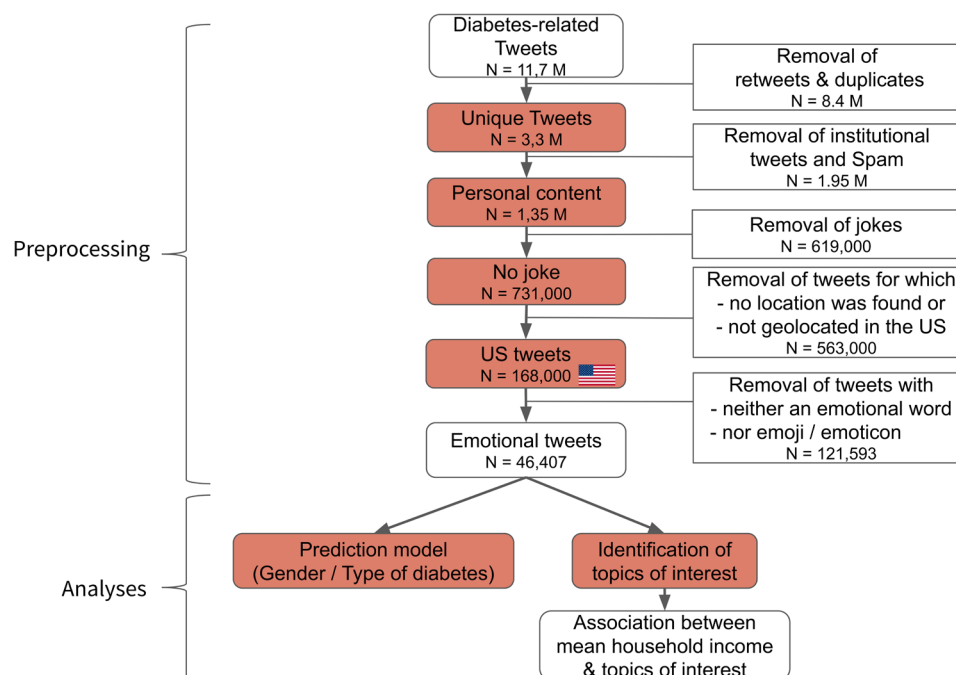 Diabetes-related
Tweets
N = 11,7 M
Removal of
retweets & duplicates
N = 8.4 M
Unique Tweets
N = 3,3 M
Removal of institutional
tweets and Spam
N = 1.95 M
Personal content
N = 1,35 M
Removal of jokes
N = 619,000
Preprocessing
No joke
N = 731,000
Removal of tweets for which
- no location was found or
- not geolocated in the US
N = 563,000
US tweets
N = 168,000
Removal of tweets with
- neither an emotional word
- nor emoji / emoticon
N = 121,593
Emotional tweets
N = 46,407
Analyses
Prediction model
(Gender / Type of diabetes)
Identification of
topics of interest
Association between
mean household income
& topics of interest